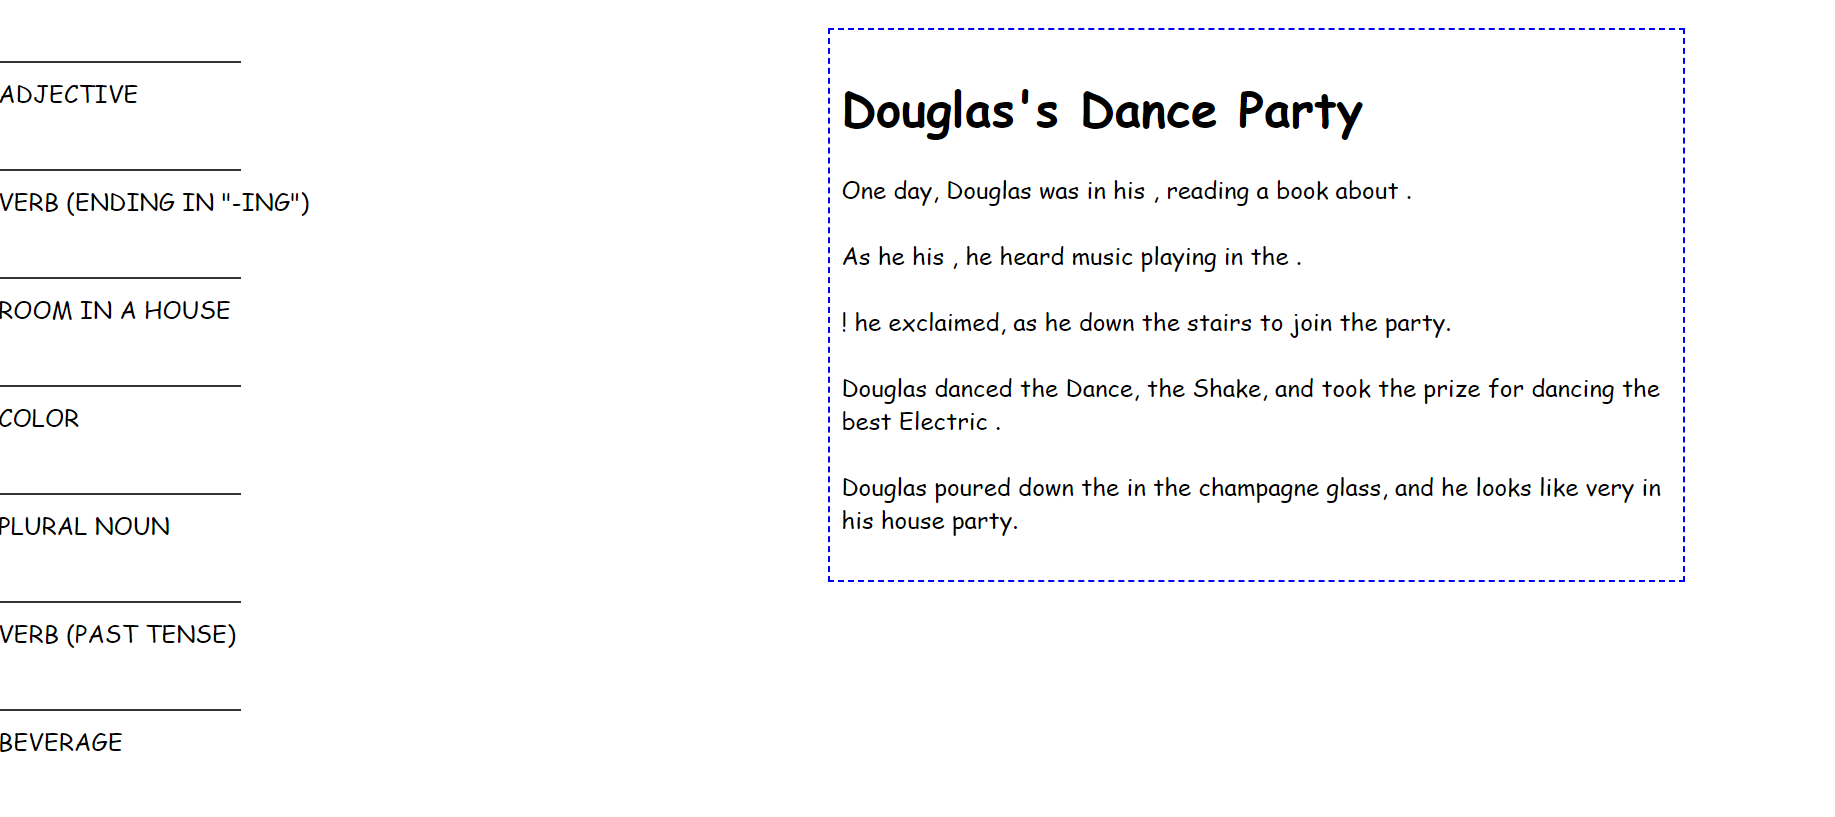 ADJECTIVE
VERB (ENDING IN "-ING")
ROOM IN A HOUSE
COLOR
PLURAL NOUN
VERB (PAST TENSE)
BEVERAGE
Douglas's Dance Party
One day, Douglas was in his , reading a book about .
As he his , he heard music playing in the .
! he exclaimed, as he down the stairs to join the party.
Douglas danced the Dance, the Shake, and took the prize for dancing the
best Electric .
Douglas poured down the in the champagne glass, and he looks like very in
his house party.